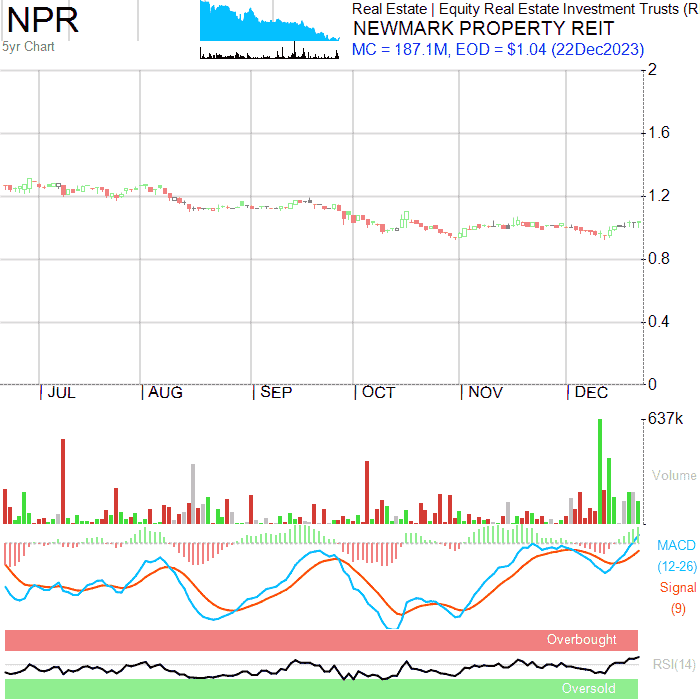 NPR
5yr Chart
Real Estate | Equity Real Estate Investment Trusts (R
NEWMARK PROPERTY REIT
MC = 187.1M, EOD = $1.04 (22Dec2023)
2
1.6
1.2
0.8
0.4
0
JUL AUG SEP OCT NOV DEC
637k
Volume
MACD
(12-26)
Signal
(9)
Overbought
RSI(14)
Oversold